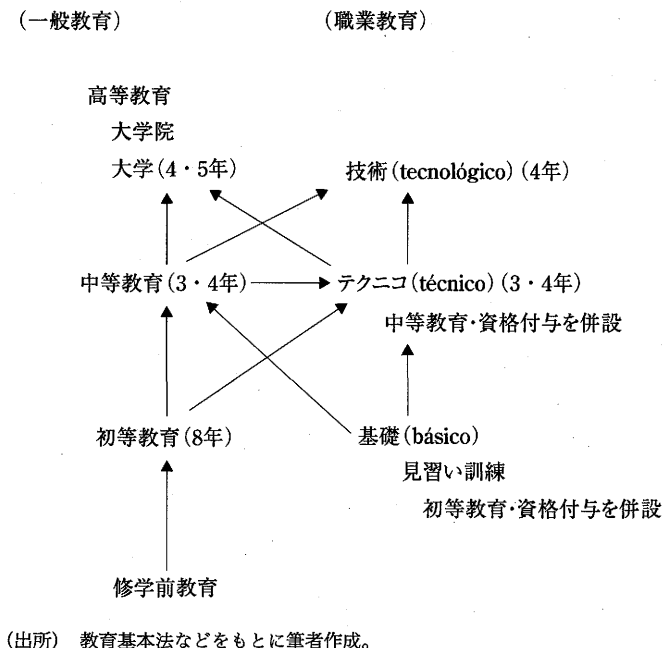 (一般教育) (職業教育)
高等教育
大学院
大学(4・5年) 技術(tecnológico)(4年)
中等教育(3・4年) テクニコ(técnico)(3・4年)
中等教育・資格付与を併設
初等教育(8年) 基礎(básico)
見習い訓練
初等教育・資格付与を併設
修学前教育
(出所) 教育基本法などをもとに筆者作成。